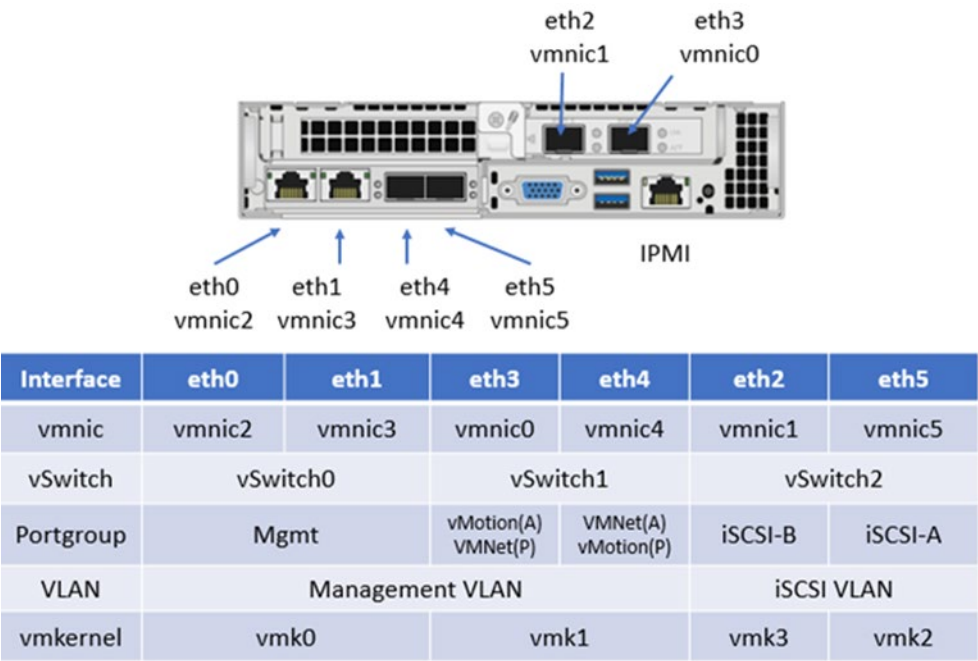 eth2 eth3
vmnic1 vmnic0
IPMI
eth0 eth1 eth4 eth5
vmnic2 vmnic3 vmnic4 vmnic5
Interface eth0 eth1 eth3 eth4 eth2 eth5
vmnic vmnic2 vmnic3 vmnic0 vmnic4 vmnic1 vmnic5
vSwitch vSwitch0 vSwitch1 vSwitch2
Portgroup Mgmt vMotion(A) VMNet(P) VMNet(A) vMotion(P) iSCSI-B iSCSI-A
VLAN Management VLAN iSCSI VLAN
vmkernel vmk0 vmk1 vmk3 vmk2